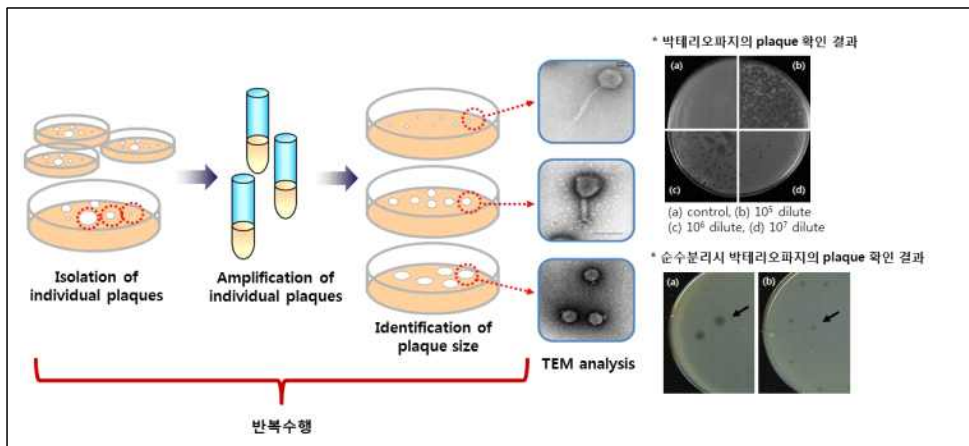 Isolation of
individual plaques
Amplification of
individual plaques
Identification of
plaque size
TEM analysis
반복수행
* 박테리오파지의 plaque 확인 결과
(a)
(b)
(c)
(d)
(a) control, (b) 10⁵ dilute
(c) 10⁶ dilute, (d) 10⁷ dilute
* 순수분리시 박테리오파지의 plaque 확인 결과
(a)
(b)